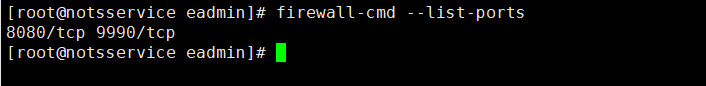 [root@notsservice eadmin]# firewall-cmd --list-ports
8080/tcp 9990/tcp
[root@notsservice eadmin]#